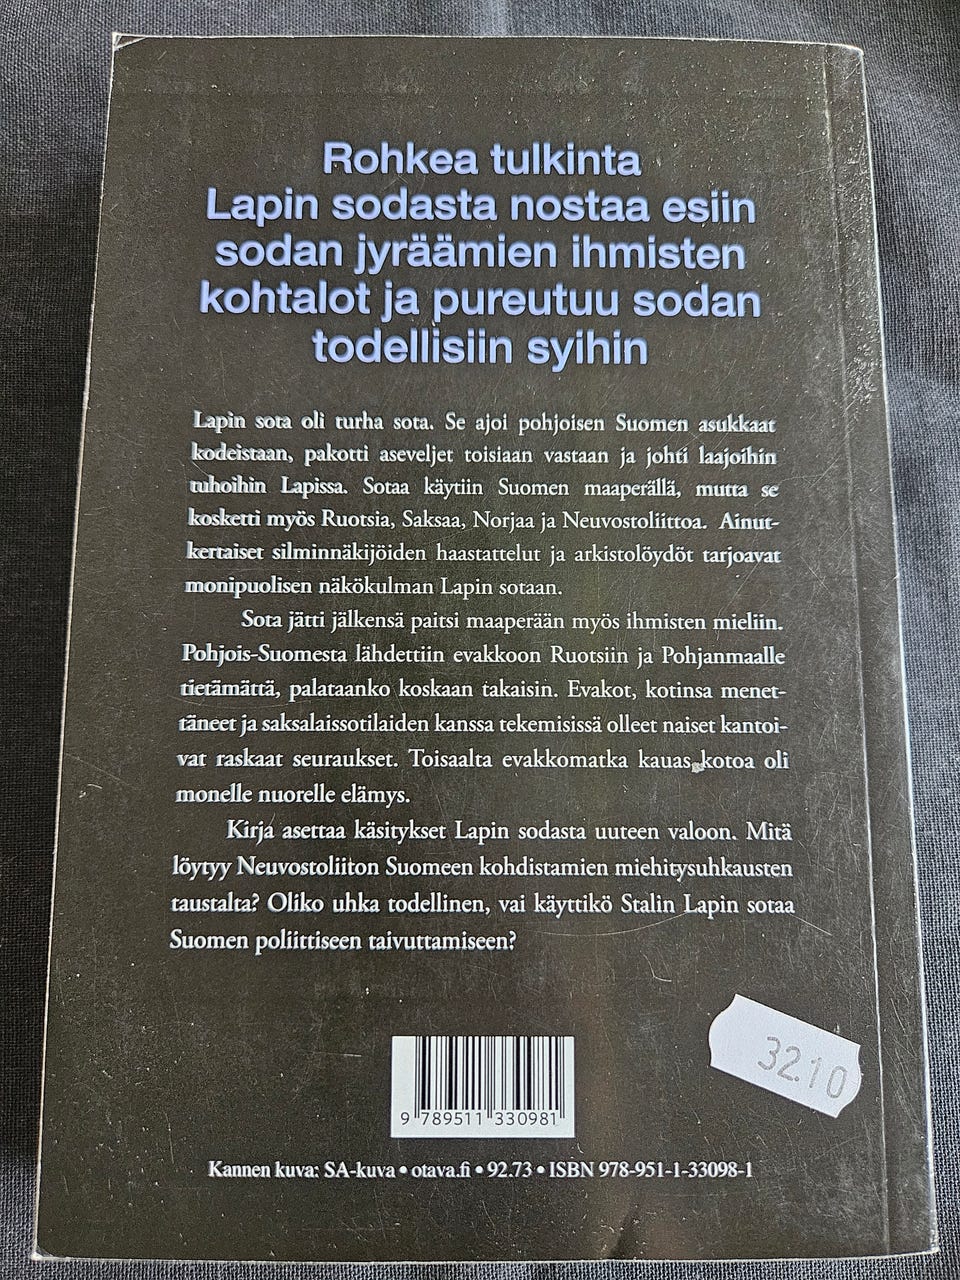 Rohkea tulkinta
Lapin sodasta nostaa esiin
sodan jyräämien ihmisten
kohtalot ja pureutuu sodan
todellisiin syihin
Lapin sota oli turha sota. Se ajoi pohjoisen Suomen asukkaat
kodeistaan, pakotti aseveljet toisiaan vastaan ja johti laajoihin
tuhoihin Lapissa. Sotaa käytiin Suomen maaperällä, mutta se
kosketti myös Ruotsia, Saksaa, Norjaa ja Neuvostoliittoa. Ainut-
kertaiset silminnäkijöiden haastattelut ja arkistolöydöt tarjoavat
monipuolisen näkökulman Lapin sotaan.
Sota jätti jälkensä paitsi maaperään myös ihmisten mieliin.
Pohjois-Suomesta lähdettiin evakkoon Ruotsiin ja Pohjanmaalle
tietämättä, palataanko koskaan takaisin. Evakot, kotinsa menet-
täneet ja saksalaissotilaiden kanssa tekemisissä olleet naiset kantoi-
vat raskaat seuraukset. Toisaalta evakkomatka kauas kotoa oli
monelle nuorelle elämys.
Kirja asettaa käsitykset Lapin sodasta uuteen valoon. Mitä
löytyy Neuvostoliiton Suomeen kohdistamien miehitysuhkausten
taustalta? Oliko uhka todellinen, vai käyttikö Stalin Lapin sotaa
Suomen poliittiseen taivuttamiseen?
32.10
9 789511 330981
Kannen kuva: SA-kuva • otava.fi • 92.73 • ISBN 978-951-1-33098-1